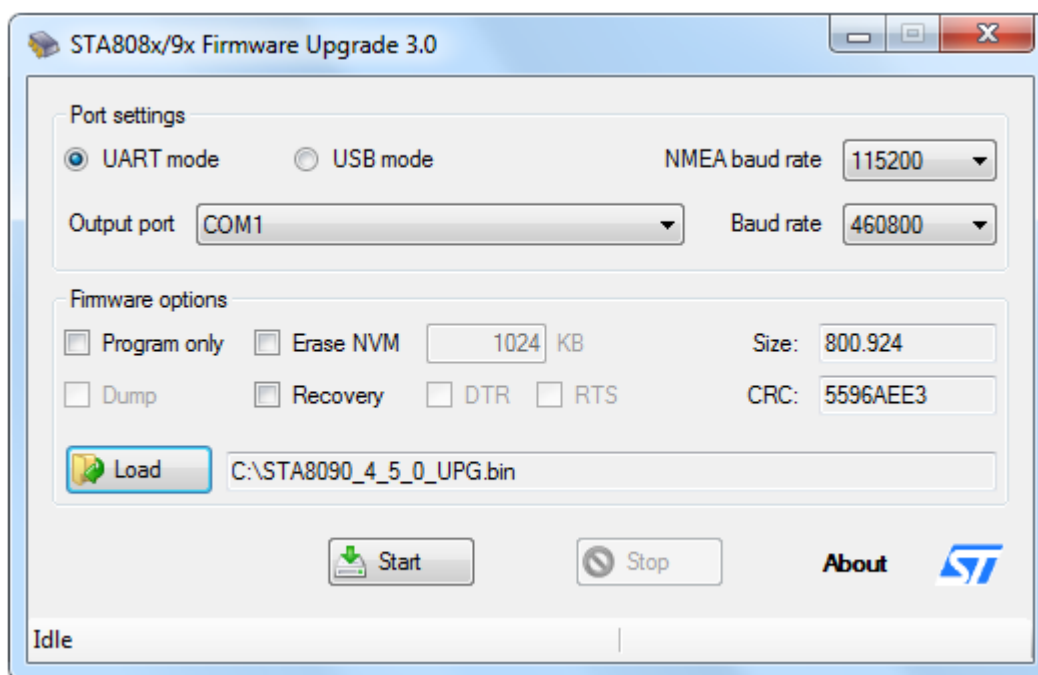 STA808x/9x Firmware Upgrade 3.0
Port settings
UART mode USB mode NMEA baud rate 115200
Output port COM1 Baud rate 460800
Firmware options
Program only Erase NVM 1024 KB Size: 800.924
Dump Recovery DTR RTS CRC: 5596AEE3
Load C:\STA8090_4_5_0_UPG.bin
Start Stop About ST
Idle